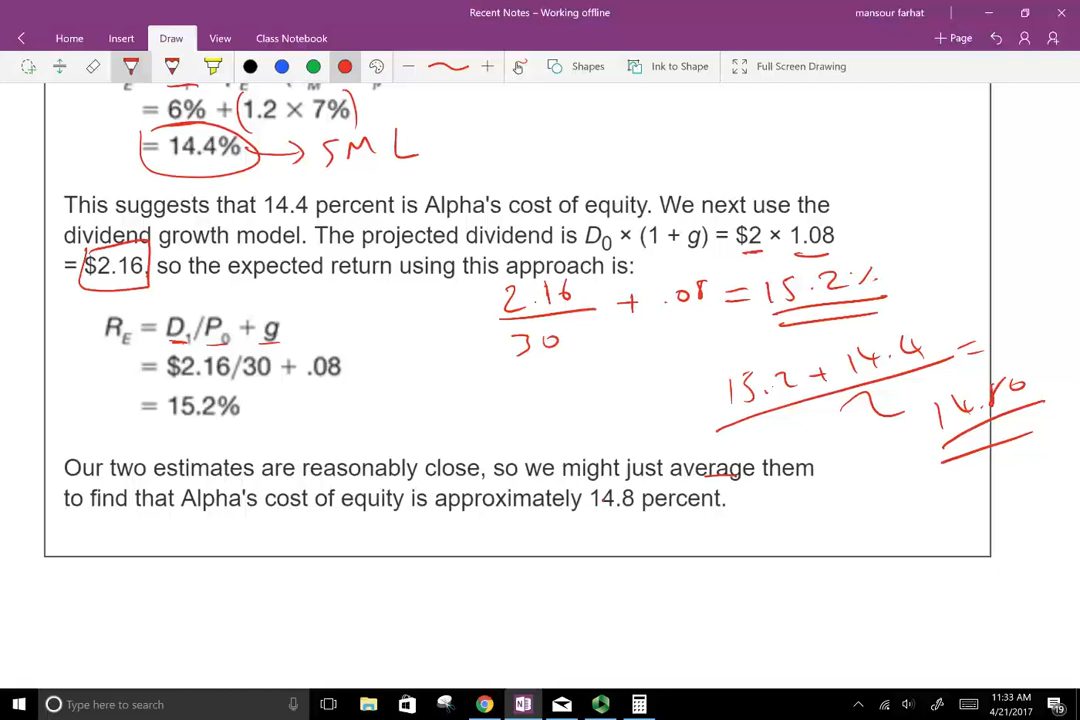 Recent Notes – Working offline
mansour farhat
Home Insert Draw View Class Notebook
Page
Shapes Ink to Shape Full Screen Drawing
= 6% + (1.2 × 7%)
= 14.4% → SML
This suggests that 14.4 percent is Alpha's cost of equity. We next use the
dividend growth model. The projected dividend is D0 × (1 + g) = $2 × 1.08
= $2.16, so the expected return using this approach is:
2.16
30
+ .08 = 15.2%
RE = D1/P0 + g
= $2.16/30 + .08
= 15.2%
15.2 + 14.4 =
2
14.80
Our two estimates are reasonably close, so we might just average them
to find that Alpha's cost of equity is approximately 14.8 percent.
Type here to search
11:33 AM
4/21/2017
19